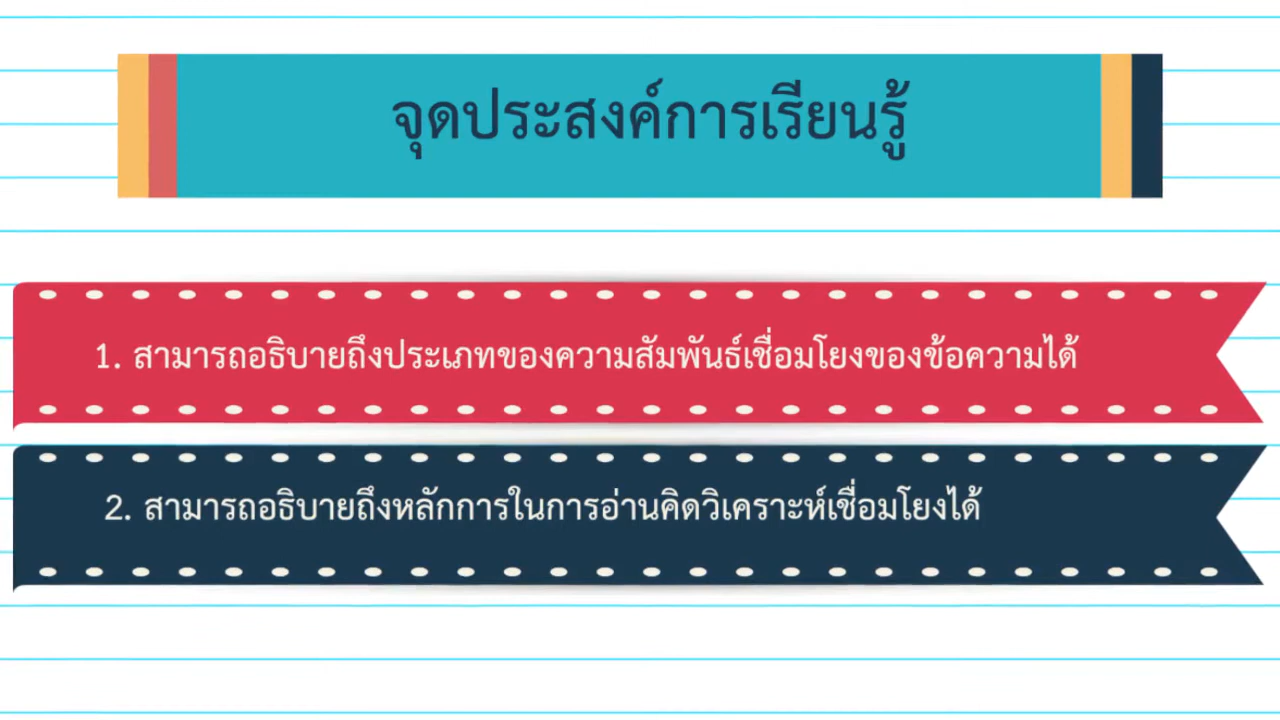 จุดประสงค์การเรียนรู้
1. สามารถอธิบายถึงประเภทของความสัมพันธ์เชื่อมโยงของข้อความได้
2. สามารถอธิบายถึงหลักการในการอ่านคิดวิเคราะห์เชื่อมโยงได้